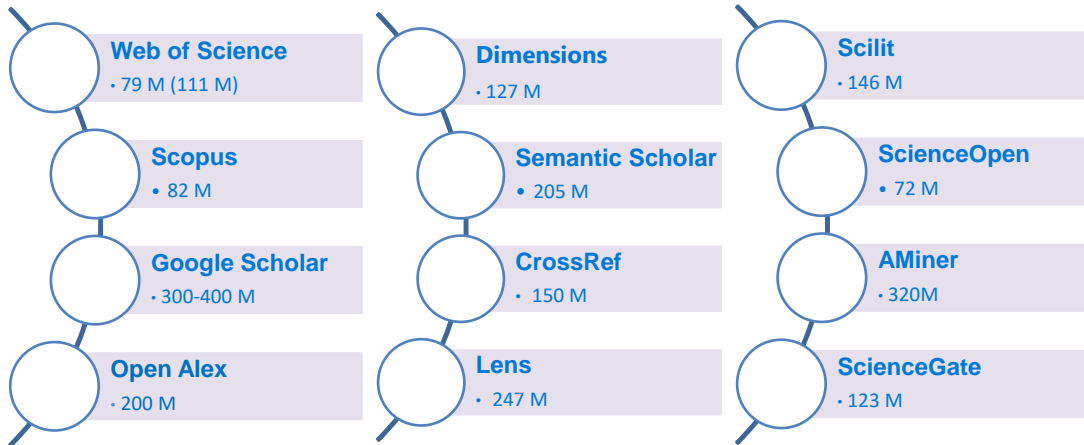 Web of Science
• 79 M (111 M)
Scopus
• 82 M
Google Scholar
• 300-400 M
Open Alex
• 200 M
Dimensions
• 127 M
Semantic Scholar
• 205 M
CrossRef
• 150 M
Lens
• 247 M
Scilit
• 146 M
ScienceOpen
• 72 M
AMiner
• 320M
ScienceGate
• 123 M